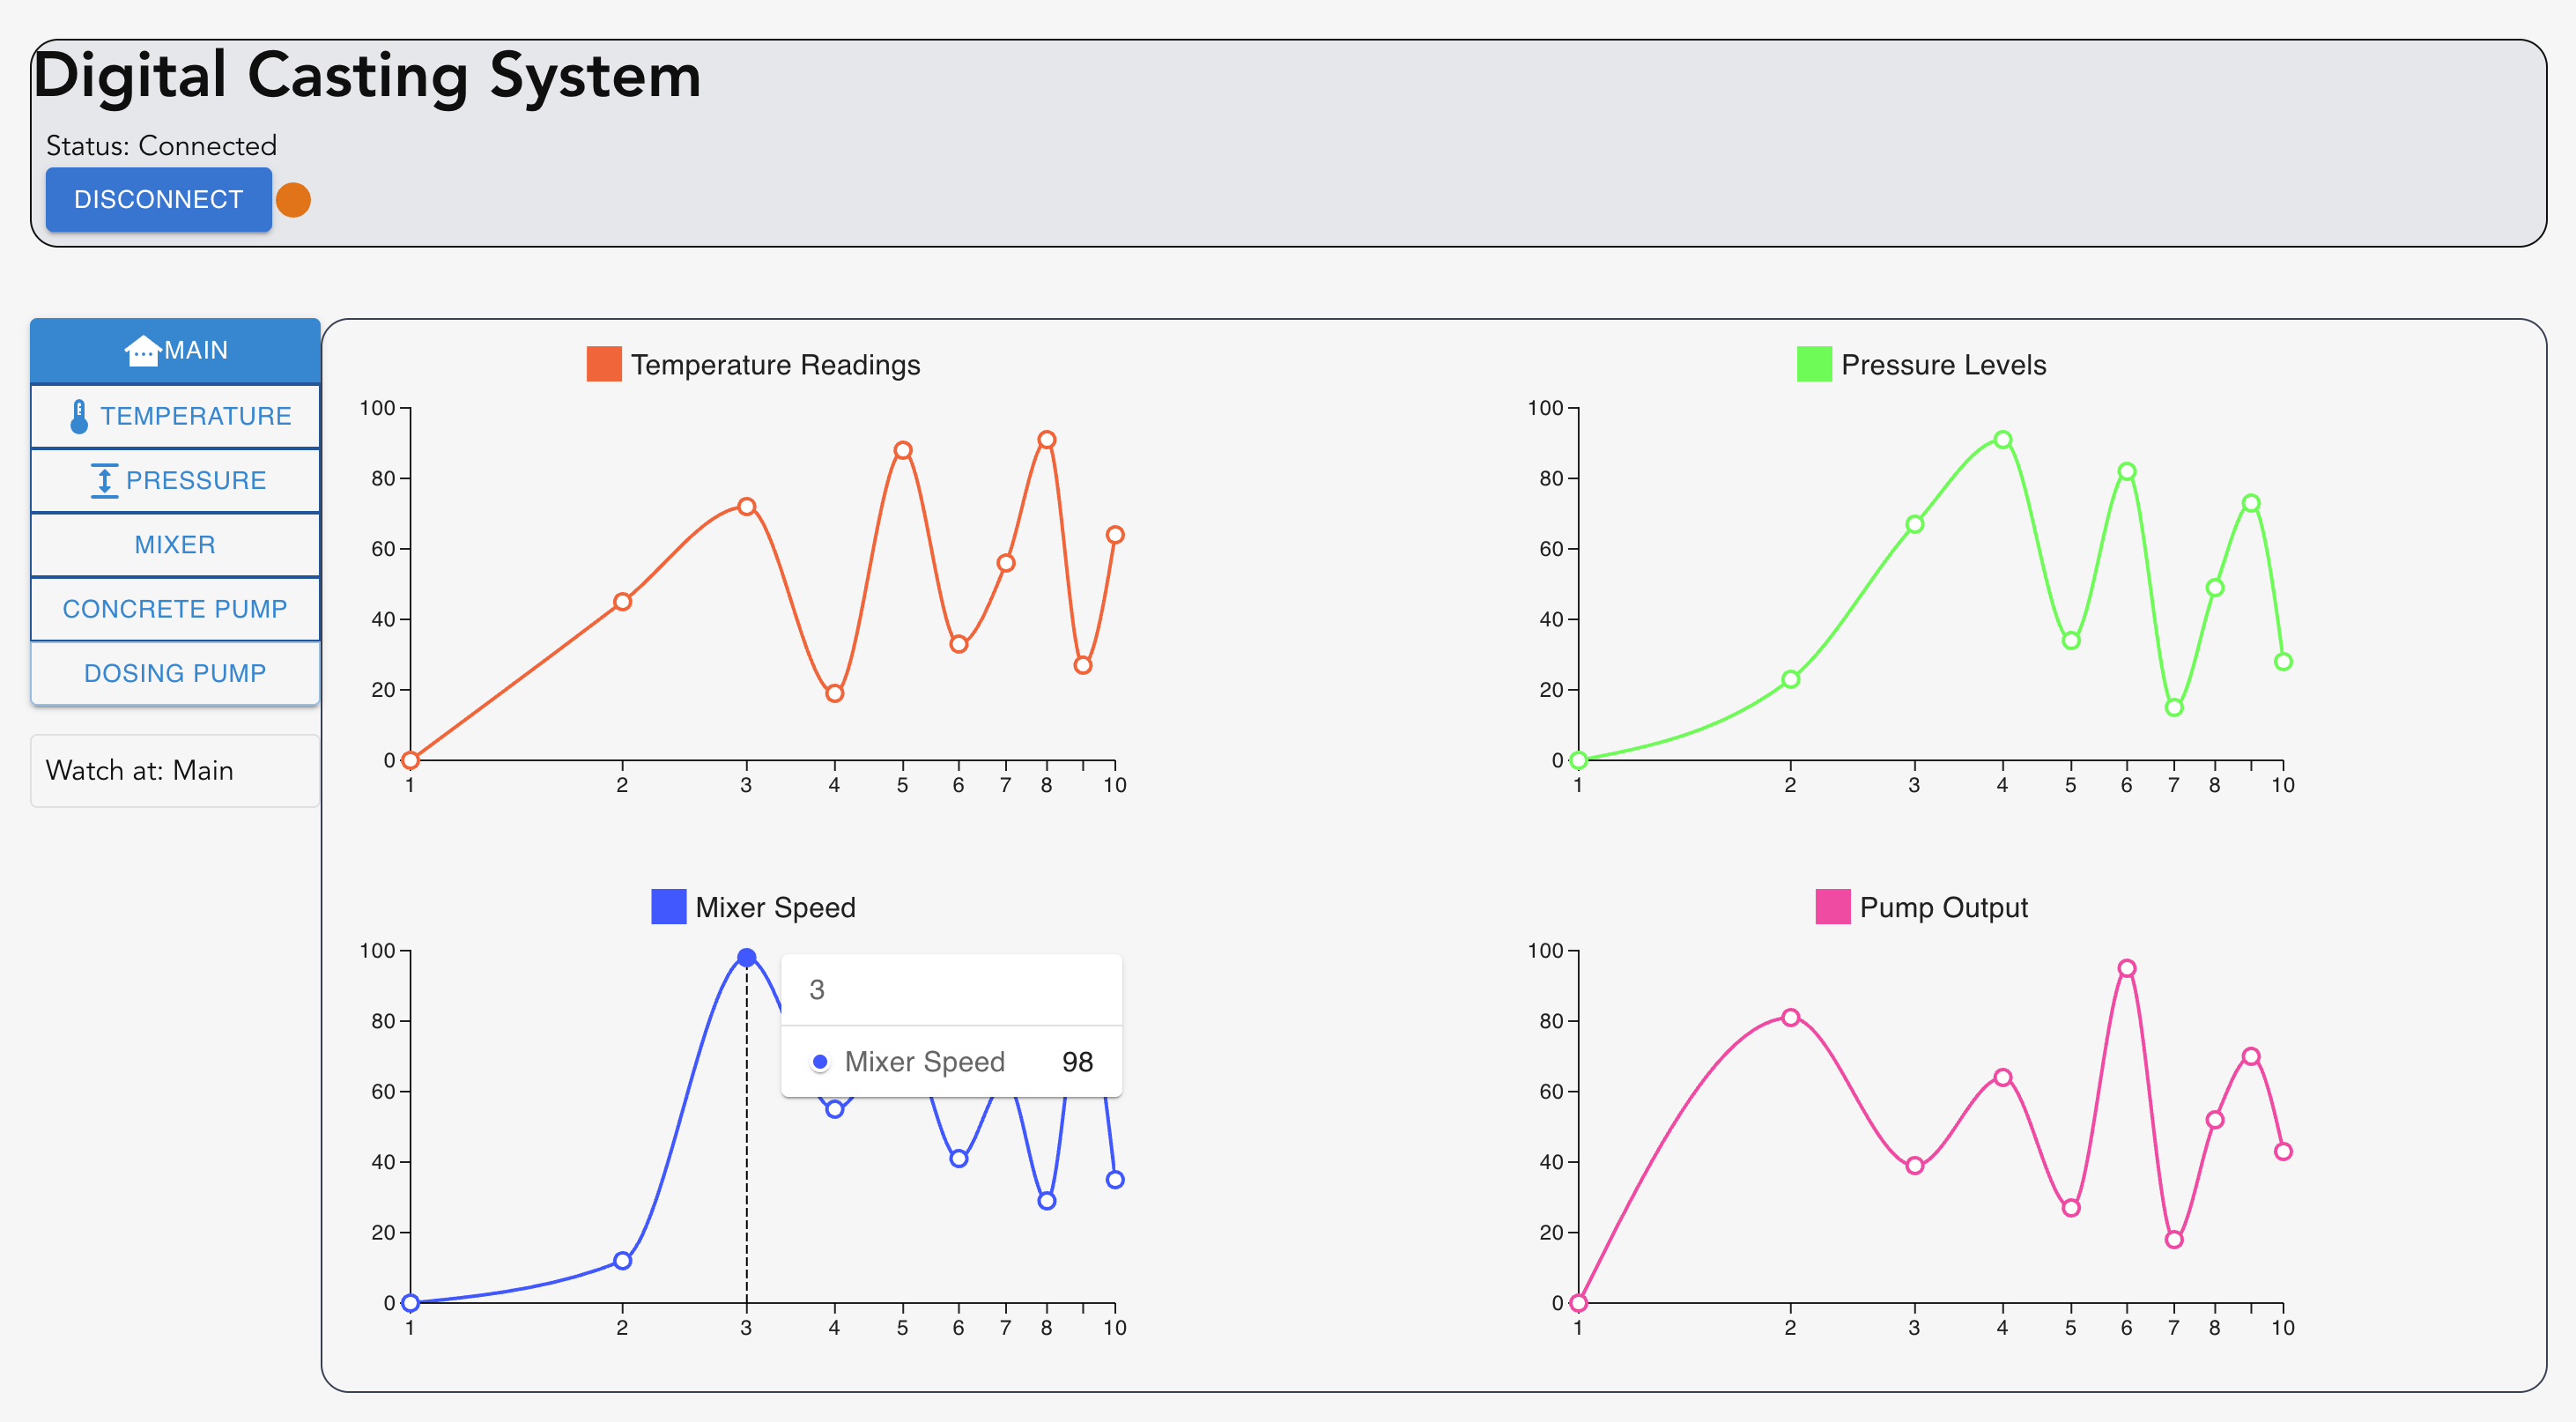 Digital Casting System
Status: Connected
DISCONNECT
MAIN
TEMPERATURE
PRESSURE
MIXER
CONCRETE PUMP
DOSING PUMP
Watch at: Main
Temperature Readings
100
80
60
40
20
0
1 2 3 4 5 6 7 8 10
Pressure Levels
100
80
60
40
20
0
1 2 3 4 5 6 7 8 10
Mixer Speed
100
80
60
40
20
0
1 2 3 4 5 6 7 8 10
3
Mixer Speed 98
Pump Output
100
80
60
40
20
0
1 2 3 4 5 6 7 8 10